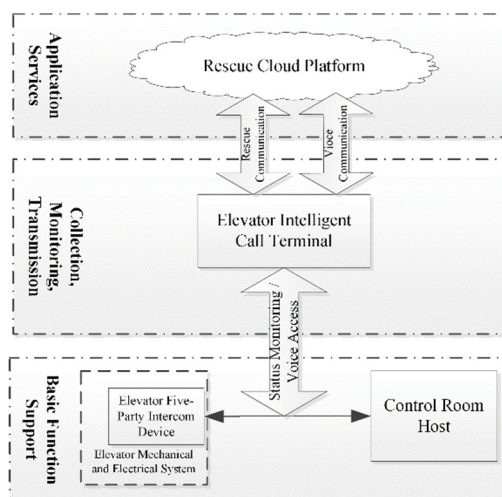 Application
Services
Rescue Cloud Platform
Rescue
Communication
Vioce
Communication
Collection,
Monitoring,
Transmission
Elevator Intelligent
Call Terminal
Status Monitoring /
Voice Access
Basic Function
Support
Elevator Five-
Party Intercom
Device
Elevator Mechanical
and Electrical System
Control Room
Host